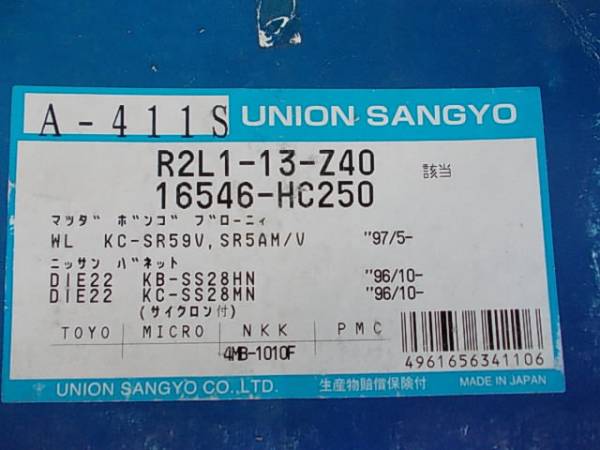 A-411S UNION SANGYO
R2L1-13-Z40 該当
16546-HC250
マツダ ボンゴ ブローニィ
WL KC-SR59V,SR5AM/V "97/5-
ニッサン バネット
DIE22 KB-SS28HN "96/10-
DIE22 KC-SS28MN "96/10-
(サイクロン付)
TOYO MICRO NKK PMC
4MB-1010F
4961656341106
UNION SANGYO CO.,LTD. 生産物賠償保険付 MADE IN JAPAN